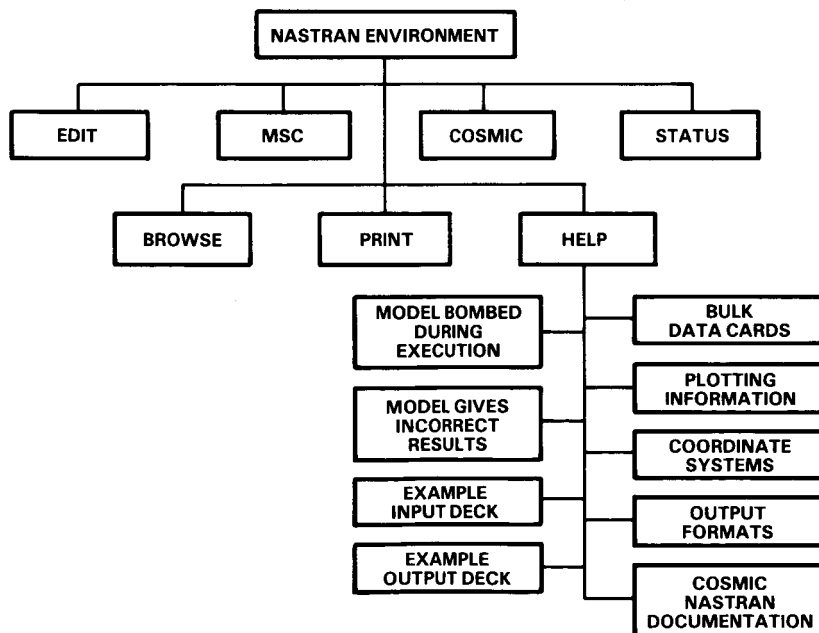 NASTRAN ENVIRONMENT
EDIT
MSC
COSMIC
STATUS
BROWSE
PRINT
HELP
MODEL BOMBED
DURING
EXECUTION
MODEL GIVES
INCORRECT
RESULTS
EXAMPLE
INPUT DECK
EXAMPLE
OUTPUT DECK
BULK
DATA CARDS
PLOTTING
INFORMATION
COORDINATE
SYSTEMS
OUTPUT
FORMATS
COSMIC
NASTRAN
DOCUMENTATION